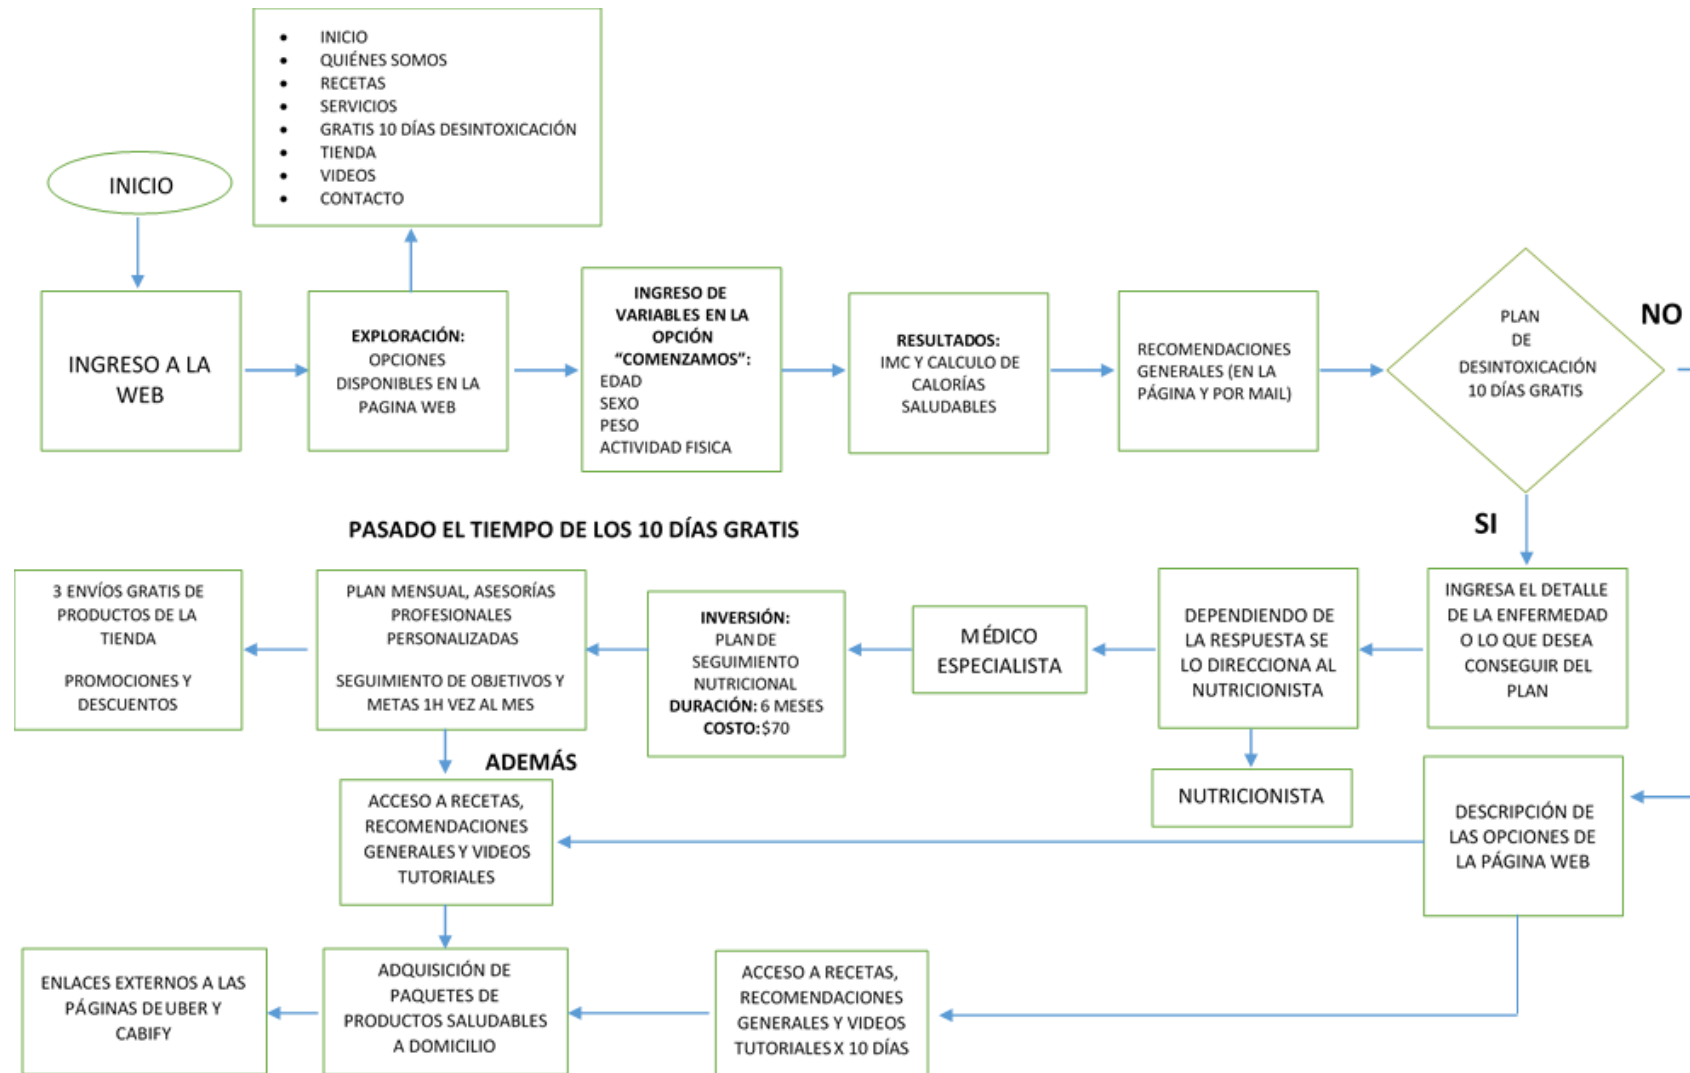 INICIO
QUIÉNES SOMOS
RECETAS
SERVICIOS
GRATIS 10 DÍAS DESINTOXICACIÓN
TIENDA
VIDEOS
CONTACTO
INICIO
INGRESO A LA
WEB
EXPLORACIÓN:
OPCIONES
DISPONIBLES EN LA
PAGINA WEB
INGRESO DE
VARIABLES EN LA
OPCIÓN
“COMENZAMOS”:
EDAD
SEXO
PESO
ACTIVIDAD FISICA
RESULTADOS:
IMC Y CALCULO DE
CALORÍAS
SALUDABLES
RECOMENDACIONES
GENERALES (EN LA
PÁGINA Y POR MAIL)
PLAN
DE
DESINTOXICACIÓN
10 DÍAS GRATIS
NO
SI
PASADO EL TIEMPO DE LOS 10 DÍAS GRATIS
3 ENVÍOS GRATIS DE
PRODUCTOS DE LA
TIENDA
PROMOCIONES Y
DESCUENTOS
PLAN MENSUAL, ASESORÍAS
PROFESIONALES
PERSONALIZADAS
SEGUIMIENTO DE OBJETIVOS Y
METAS 1H VEZ AL MES
INVERSIÓN:
PLAN DE
SEGUIMIENTO
NUTRICIONAL
DURACIÓN: 6 MESES
COSTO: $70
MÉDICO
ESPECIALISTA
DEPENDIENDO DE
LA RESPUESTA SE
LO DIRECCIONA AL
NUTRICIONISTA
INGRESA EL DETALLE
DE LA ENFERMEDAD
O LO QUE DESEA
CONSEGUIR DEL
PLAN
ADEMÁS
NUTRICIONISTA
ACCESO A RECETAS,
RECOMENDACIONES
GENERALES Y VIDEOS
TUTORIALES
DESCRIPCIÓN DE
LAS OPCIONES DE
LA PÁGINA WEB
ENLACES EXTERNOS A LAS
PÁGINAS DE UBER Y
CABIFY
ADQUISICIÓN DE
PAQUETES DE
PRODUCTOS SALUDABLES
A DOMICILIO
ACCESO A RECETAS,
RECOMENDACIONES
GENERALES Y VIDEOS
TUTORIALES X 10 DÍAS